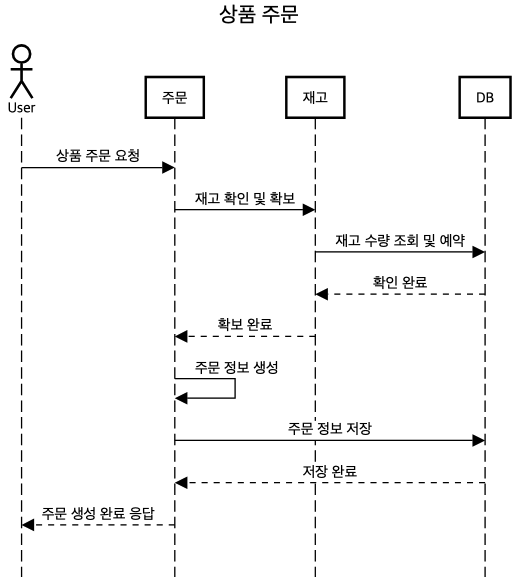 상품 주문
User
주문
재고
DB
상품 주문 요청
재고 확인 및 확보
재고 수량 조회 및 예약
확인 완료
확보 완료
주문 정보 생성
주문 정보 저장
저장 완료
주문 생성 완료 응답